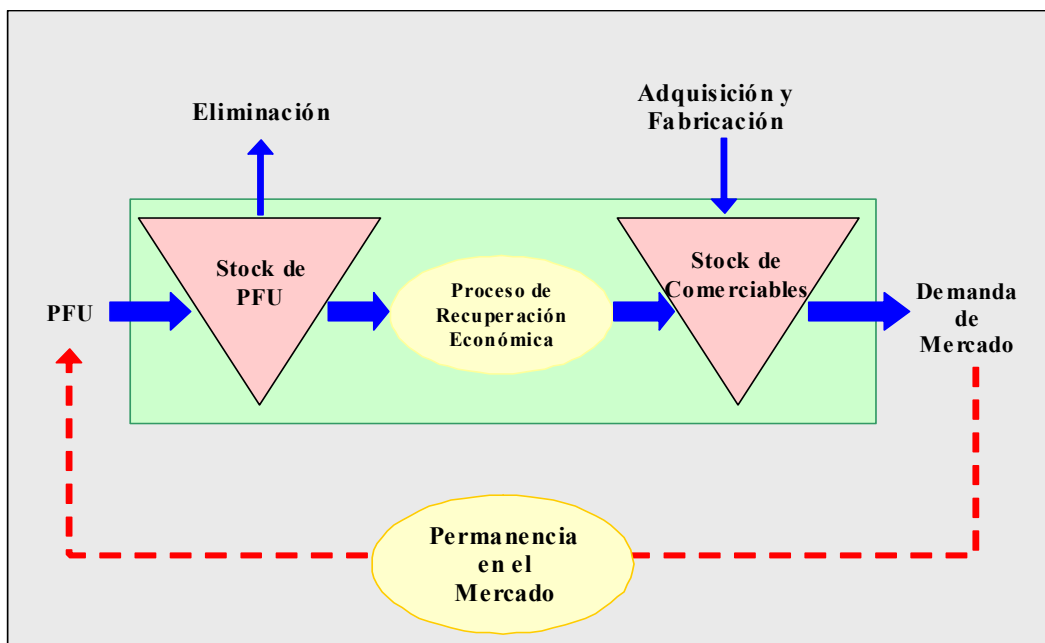 Eliminación
Adquisición y
Fabricación
PFU
Stock de
PFU
Proceso de
Recuperación
Económica
Stock de
Comerciables
Demanda
de
Mercado
Permanencia
en el
Mercado